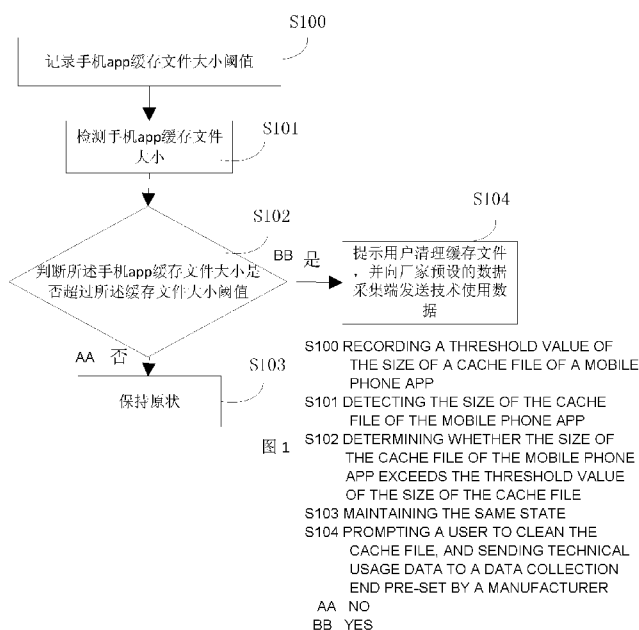 S100
记录手机app缓存文件大小阈值
S101
检测手机app缓存文件
大小
S102
判断所述手机app缓存文件大小是
否超过所述缓存文件大小阈值
BB 是
S104
提示用户清理缓存文件
，并向厂家预设的数据
采集端发送技术使用数
据
AA 否
S103
保持原状
图 1
S100 RECORDING A THRESHOLD VALUE OF
THE SIZE OF A CACHE FILE OF A MOBILE
PHONE APP
S101 DETECTING THE SIZE OF THE CACHE
FILE OF THE MOBILE PHONE APP
S102 DETERMINING WHETHER THE SIZE OF
THE CACHE FILE OF THE MOBILE PHONE
APP EXCEEDS THE THRESHOLD VALUE
OF THE SIZE OF THE CACHE FILE
S103 MAINTAINING THE SAME STATE
S104 PROMPTING A USER TO CLEAN THE
CACHE FILE, AND SENDING TECHNICAL
USAGE DATA TO A DATA COLLECTION
END PRE-SET BY A MANUFACTURER
AA NO
BB YES